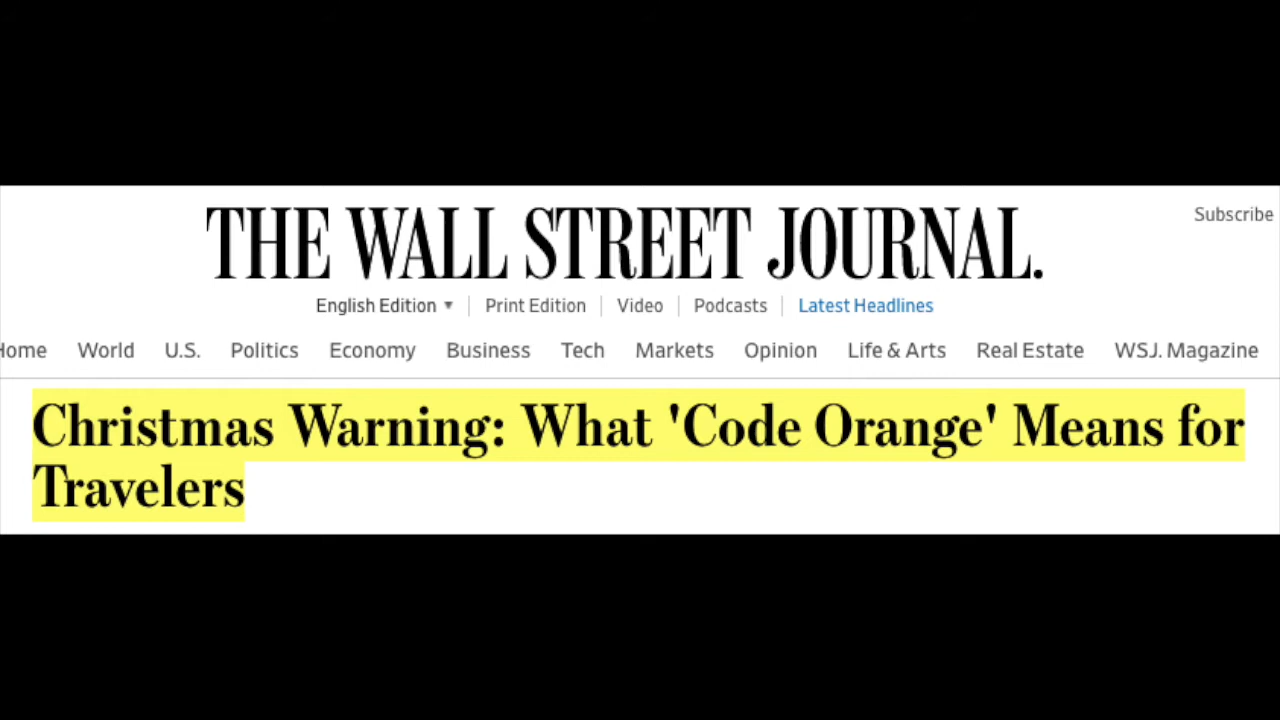 THE WALL STREET JOURNAL.
Subscribe
English Edition ▼ Print Edition Video Podcasts Latest Headlines
Home World U.S. Politics Economy Business Tech Markets Opinion Life & Arts Real Estate WSJ. Magazine
Christmas Warning: What 'Code Orange' Means for
Travelers